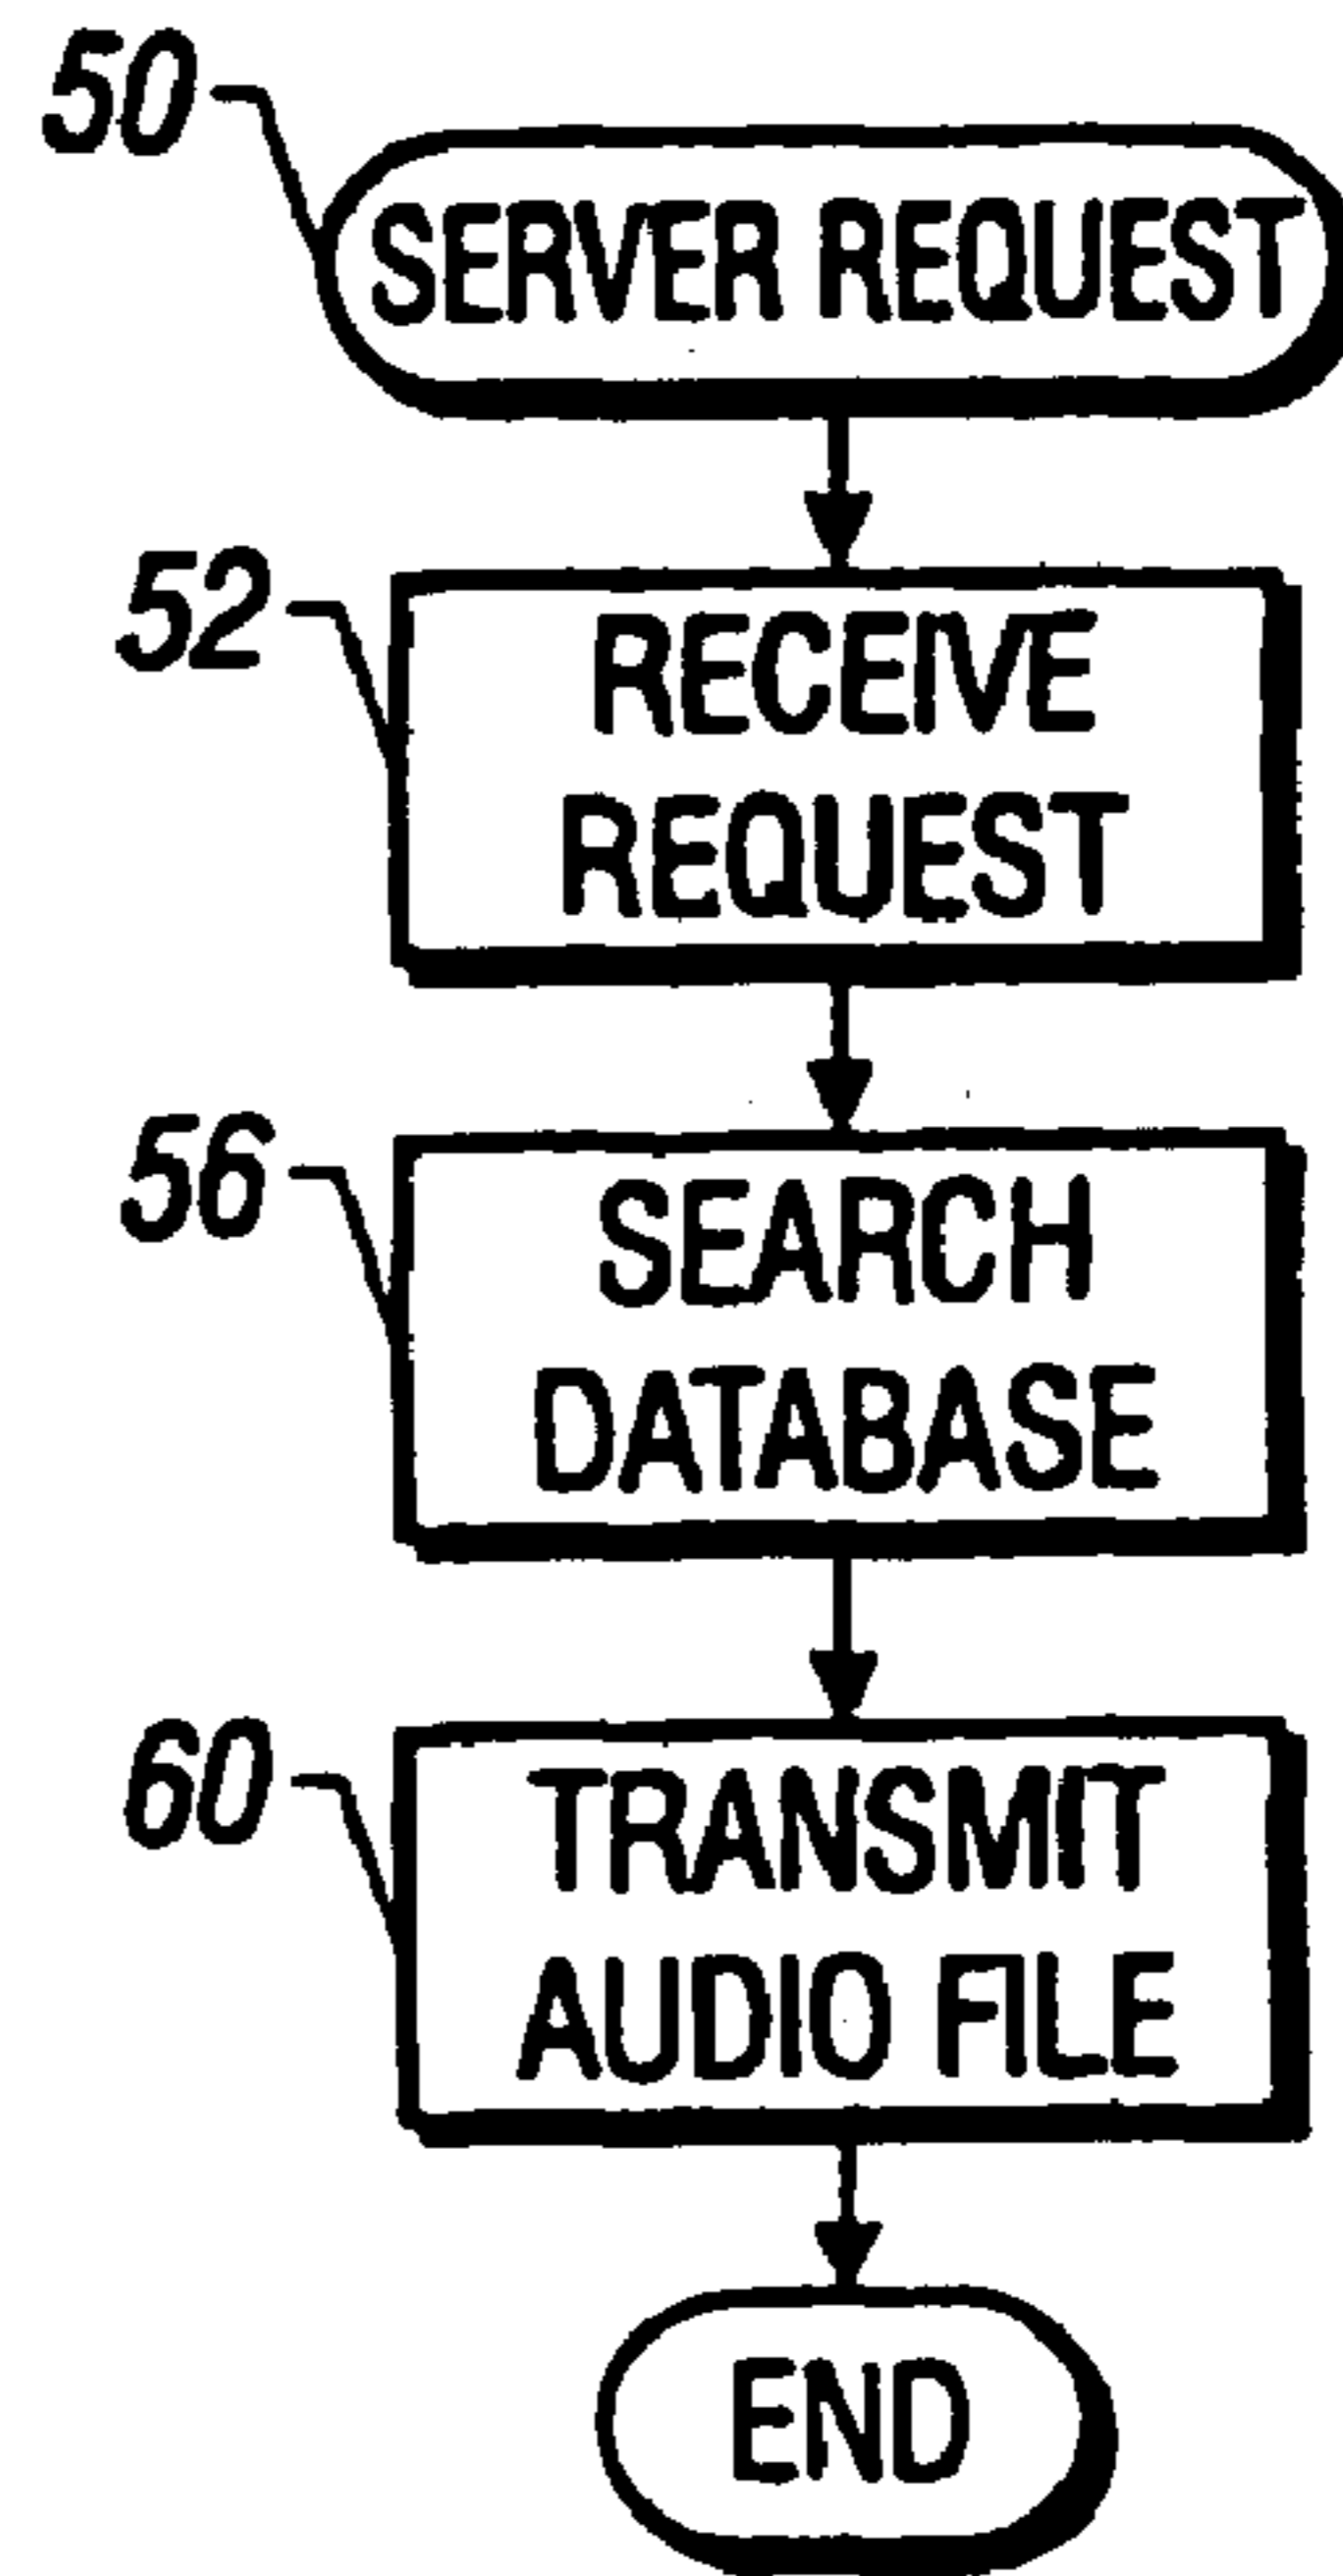 50
SERVER REQUEST
52
RECEIVE
REQUEST
56
SEARCH
DATABASE
60
TRANSMIT
AUDIO FILE
END